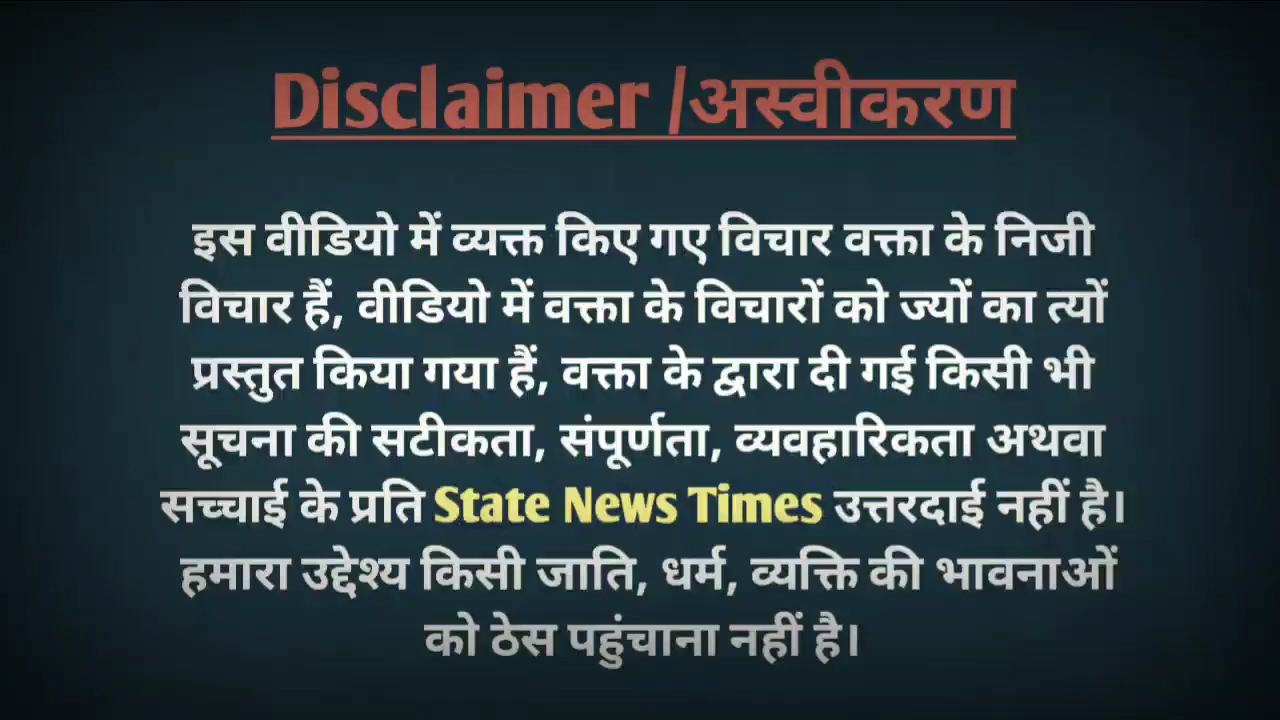 Disclaimer /अस्वीकरण
इस वीडियो में व्यक्त किए गए विचार वक्ता के निजी
विचार हैं, वीडियो में वक्ता के विचारों को ज्यों का त्यों
प्रस्तुत किया गया हैं, वक्ता के द्वारा दी गई किसी भी
सूचना की सटीकता, संपूर्णता, व्यवहारिकता अथवा
सच्चाई के प्रति State News Times उत्तरदाई नहीं है।
हमारा उद्देश्य किसी जाति, धर्म, व्यक्ति की भावनाओं
को ठेस पहुंचाना नहीं है।